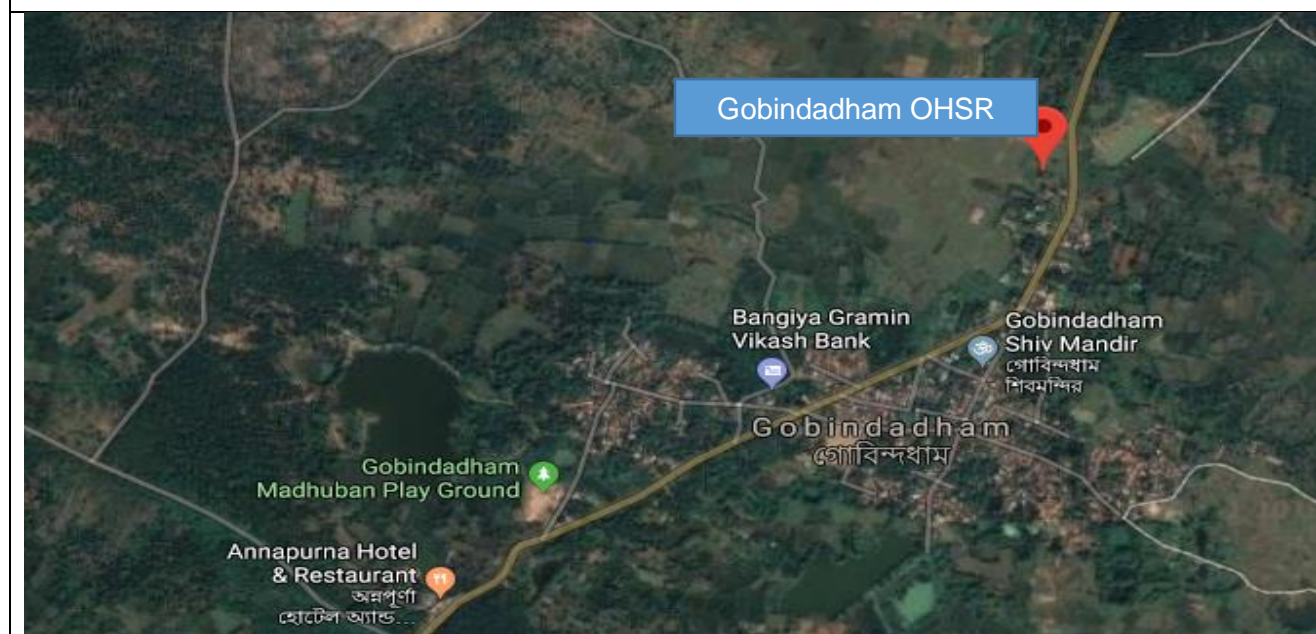 Gobindadham OHSR
Bangiya Gramin
Vikash Bank
Gobindadham
Shiv Mandir
গোবিন্দধাম
শিবমন্দির
Gobindadham
গোবিন্দধাম
Gobindadham
Madhuban Play Ground
Annapurna Hotel
& Restaurant
অন্নপূর্ণা
হোটেল অ্যান্ড...